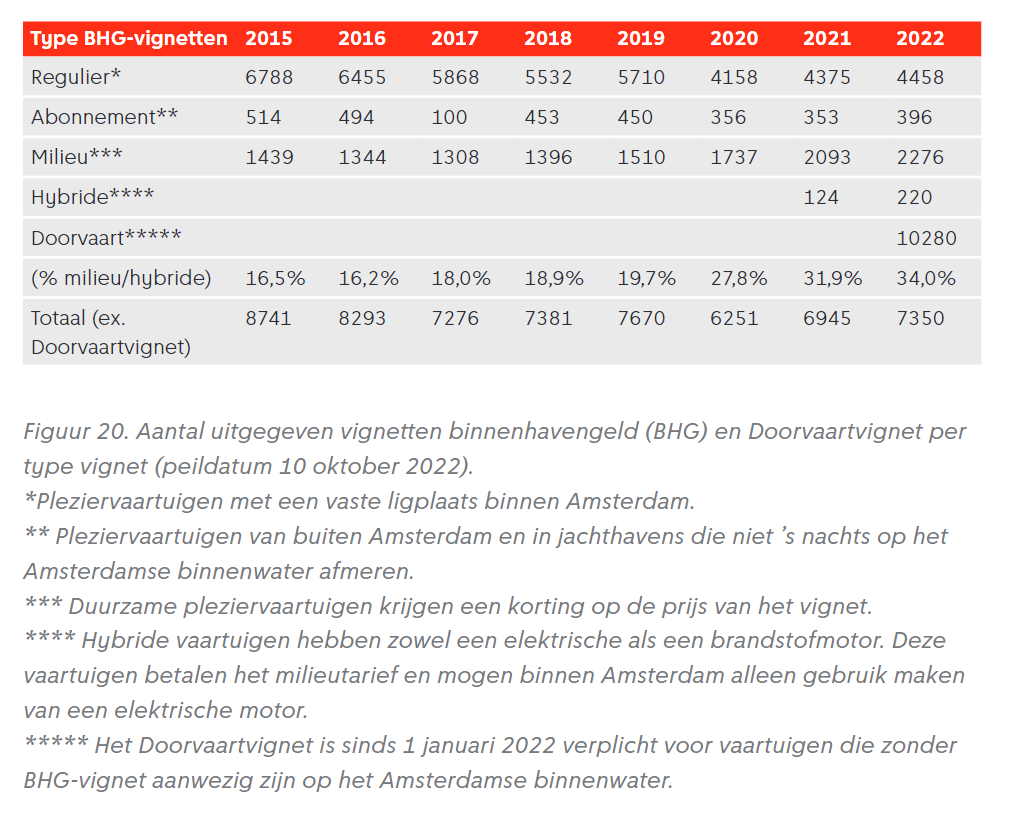 Type BHG-vignetten 2015 2016 2017 2018 2019 2020 2021 2022
Regulier* 6788 6455 5868 5532 5710 4158 4375 4458
Abonnement** 514 494 100 453 450 356 353 396
Milieu*** 1439 1344 1308 1396 1510 1737 2093 2276
Hybride**** 124 220
Doorvaart***** 10280
(% milieu/hybride) 16,5% 16,2% 18,0% 18,9% 19,7% 27,8% 31,9% 34,0%
Totaal (ex. 8741 8293 7276 7381 7670 6251 6945 7350
Doorvaartvignet)
Figuur 20. Aantal uitgegeven vignetten binnenhavengeld (BHG) en Doorvaartvignet per
type vignet (peildatum 10 oktober 2022).
*Pleziervaartuigen met een vaste ligplaats binnen Amsterdam.
** Pleziervaartuigen van buiten Amsterdam en in jachthavens die niet ’s nachts op het
Amsterdamse binnenwater afmeren.
*** Duurzame pleziervaartuigen krijgen een korting op de prijs van het vignet.
**** Hybride vaartuigen hebben zowel een elektrische als een brandstofmotor. Deze
vaartuigen betalen het milieutarief en mogen binnen Amsterdam alleen gebruik maken
van een elektrische motor.
***** Het Doorvaartvignet is sinds 1 januari 2022 verplicht voor vaartuigen die zonder
BHG-vignet aanwezig zijn op het Amsterdamse binnenwater.